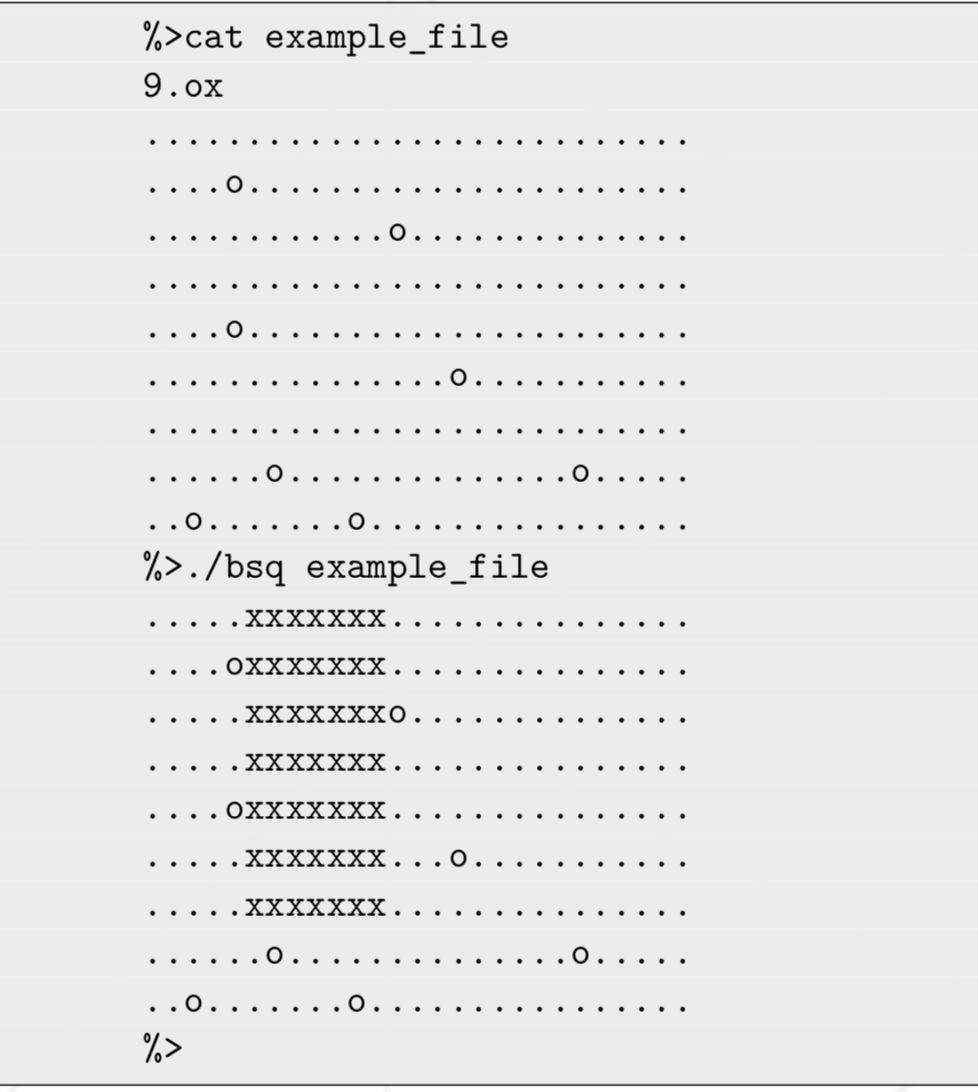 %>cat example_file
9.ox
...........................
....o......................
............o..............
...........................
....o......................
...............o...........
...........................
......o..............o.....
..o.......o................
%>./bsq example_file
.....xxxxxxx...............
....oxxxxxxx...............
.....xxxxxxxo..............
.....xxxxxxx...............
....oxxxxxxx...............
.....xxxxxxx...o...........
.....xxxxxxx...............
......o..............o.....
..o.......o................
%>